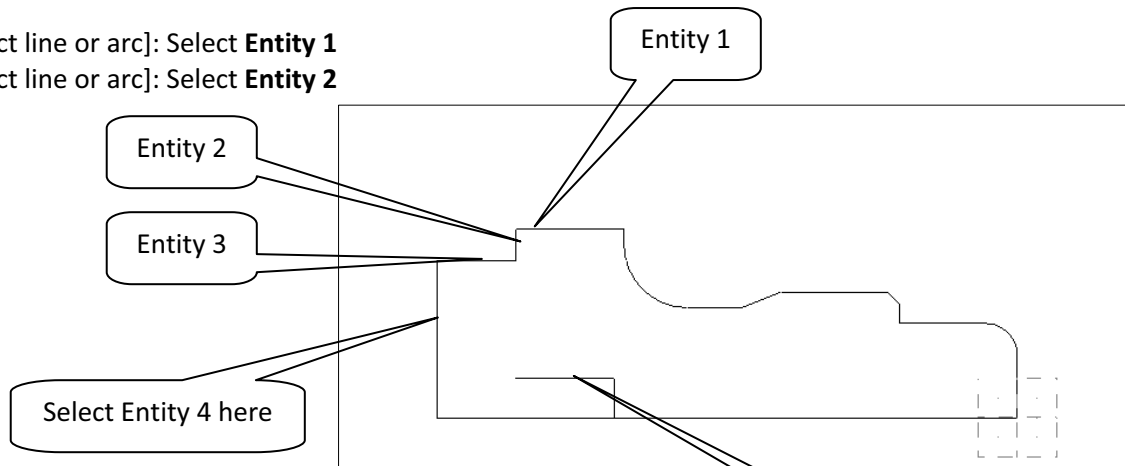 ct line or arc]: Select Entity 1
ct line or arc]: Select Entity 2
Entity 1
Entity 2
Entity 3
Select Entity 4 here